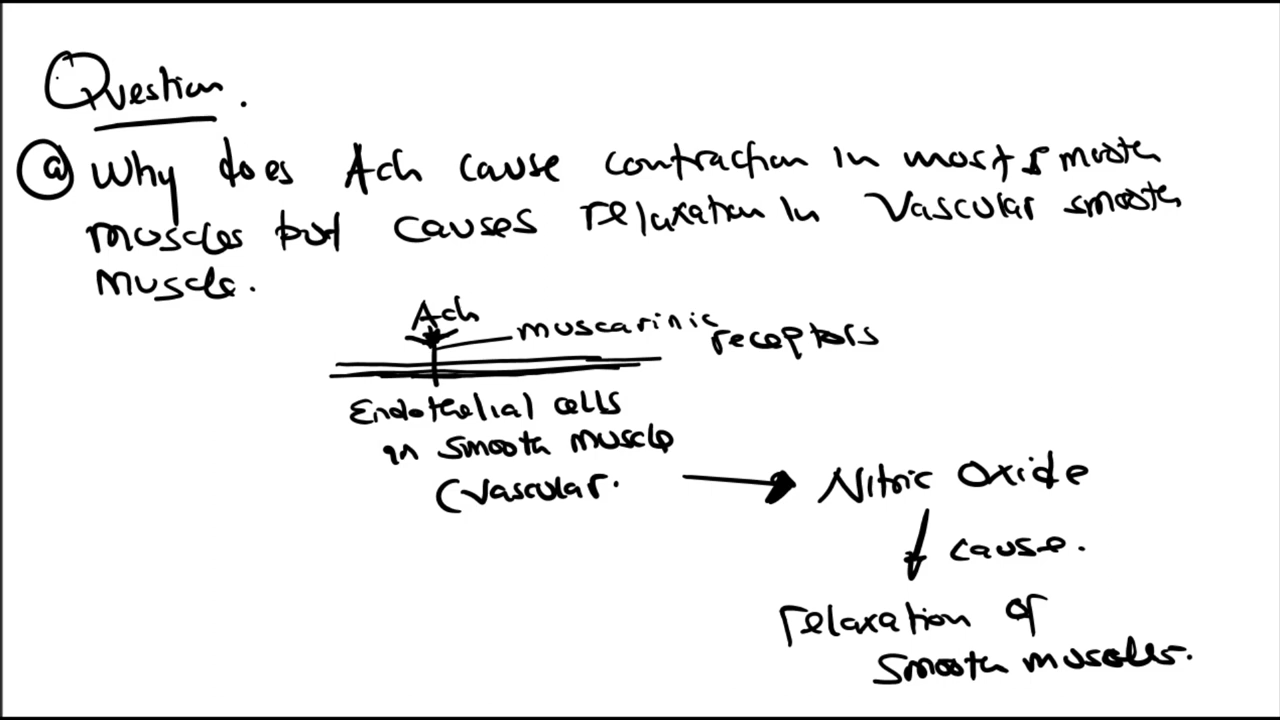 Question.
(a) Why does Ach cause contraction in most smooth
muscles but causes relaxation in vascular smooth
muscle.
Ach
muscarinic receptors
Endothelial cells
in smooth muscle
(vascular.
Nitric oxide
cause.
relaxation of
smooth muscles.